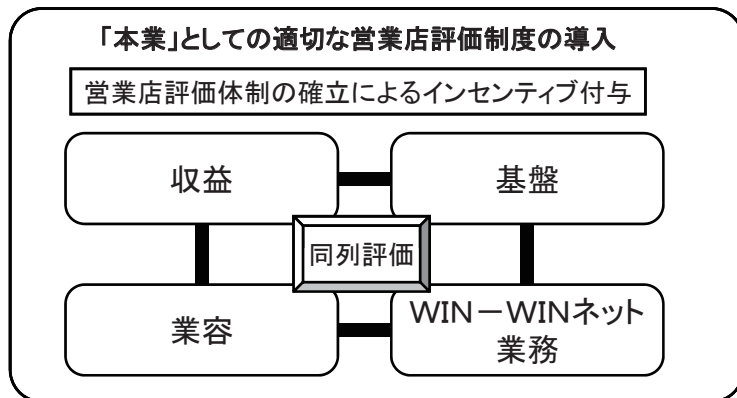 「本業」としての適切な営業店評価制度の導入
営業店評価体制の確立によるインセンティブ付与
収益
基盤
同列評価
業容
WIN－WINネット
業務